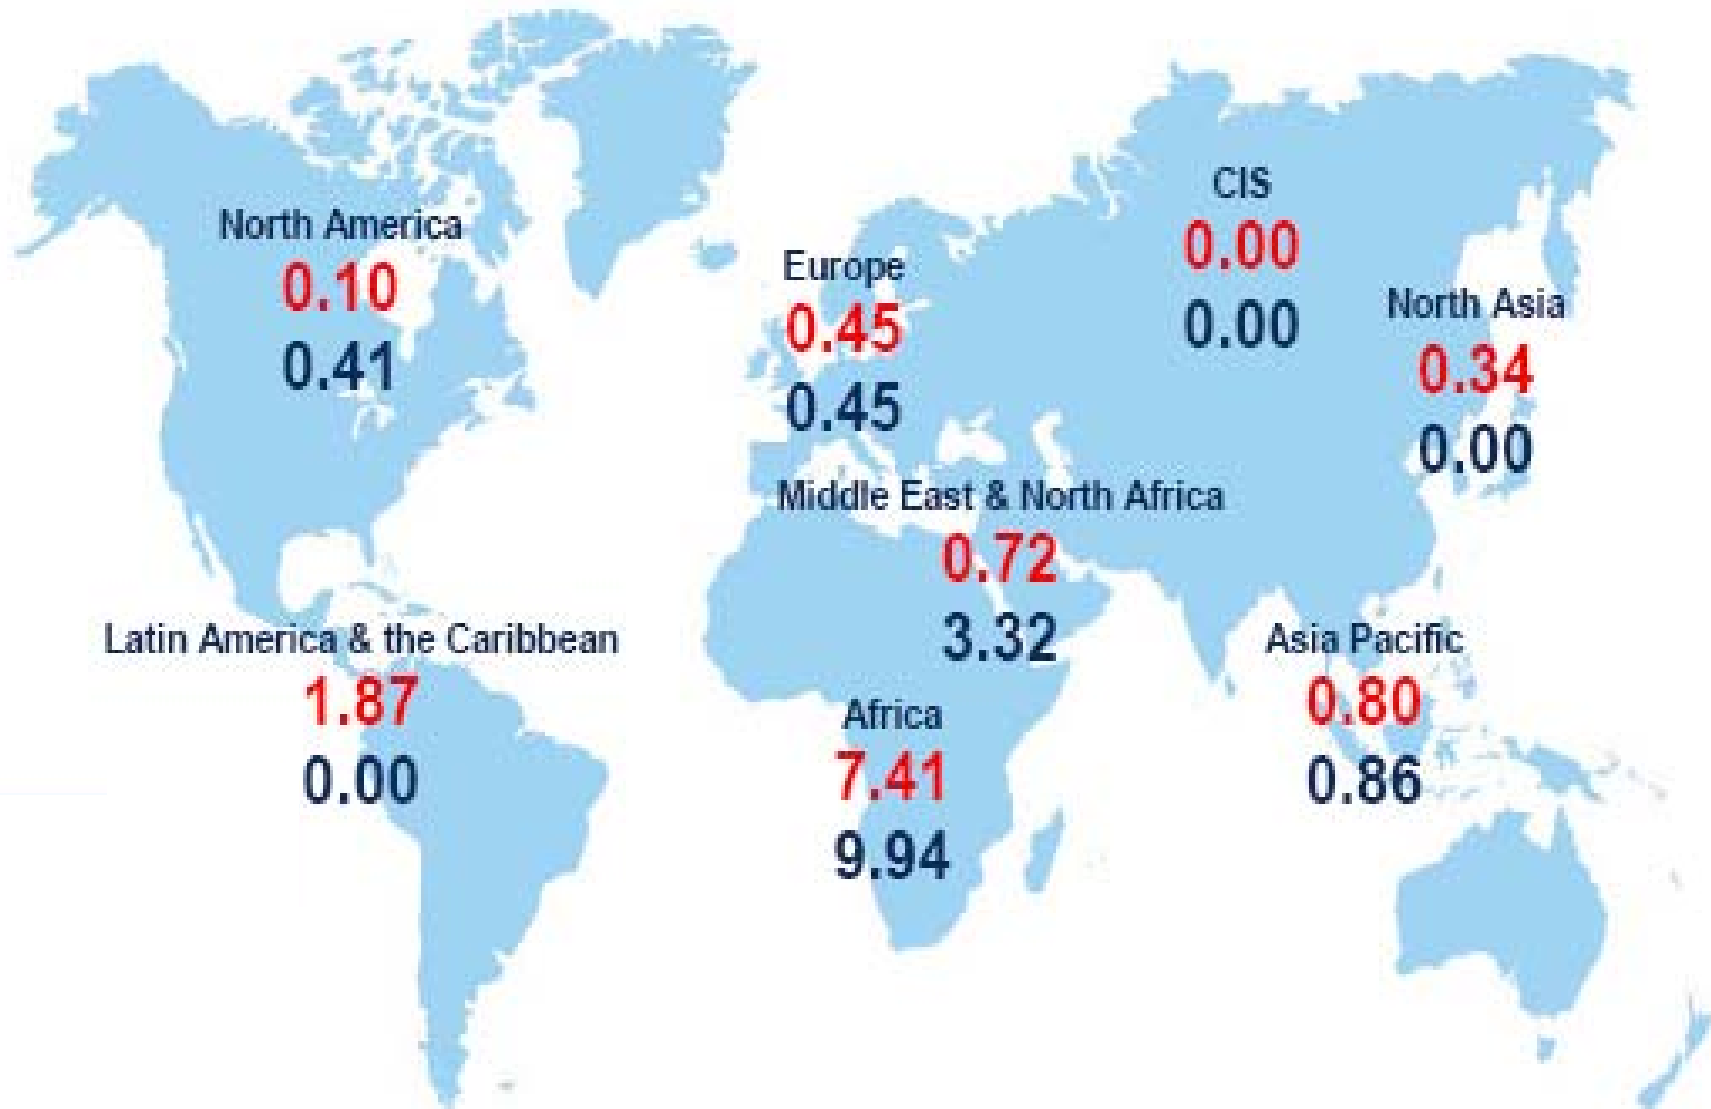 North America
0.10
0.41
Europe
0.45
0.45
CIS
0.00
0.00
North Asia
0.34
0.00
Middle East & North Africa
0.72
3.32
Latin America & the Caribbean
1.87
0.00
Africa
7.41
9.94
Asia Pacific
0.80
0.86